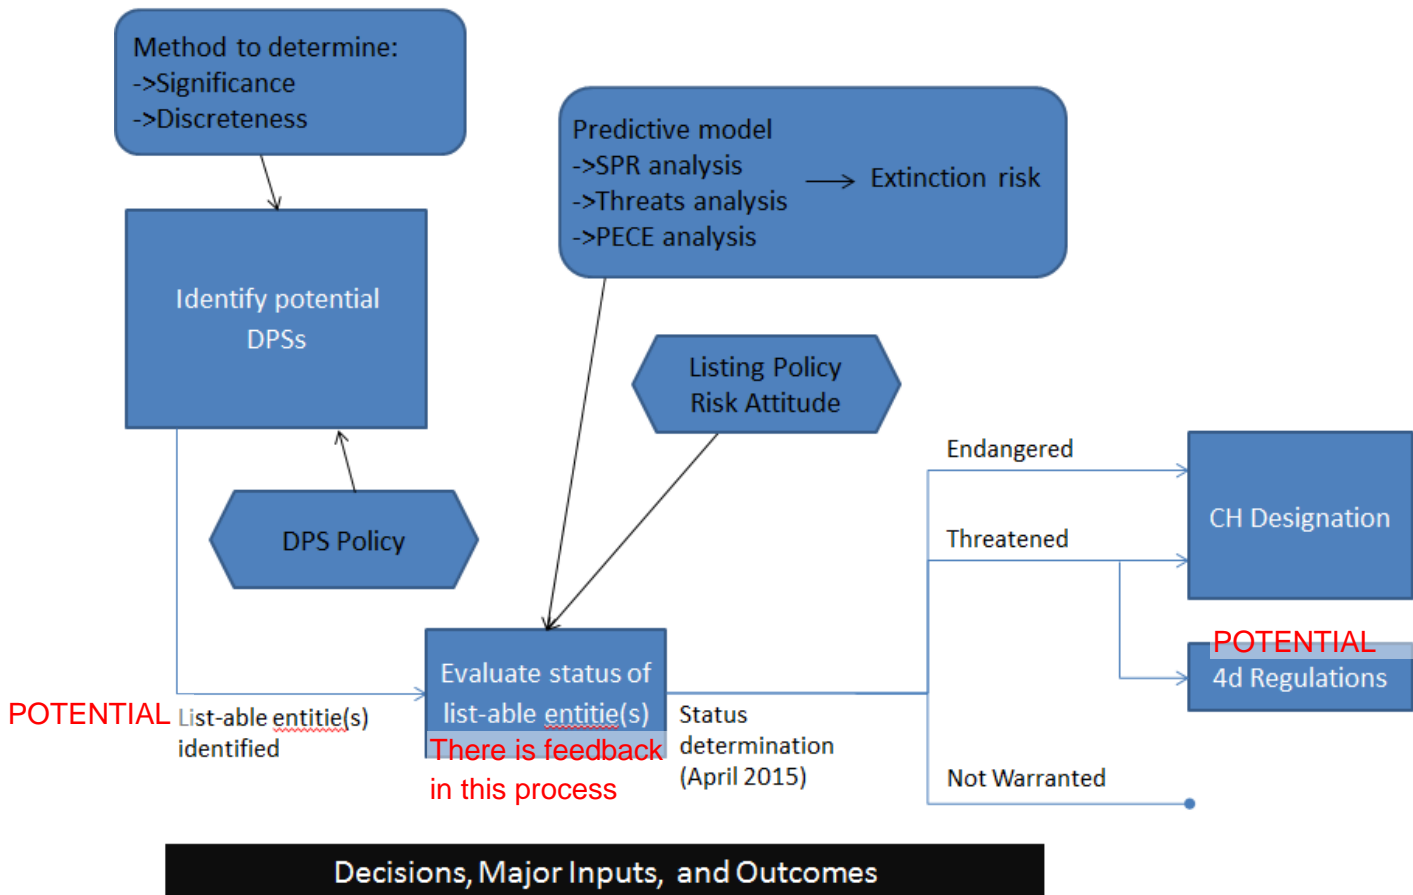 Method to determine:
->Significance
->Discreteness
Predictive model
->SPR analysis
->Threats analysis
->PECE analysis
Extinction risk
Identify potential
DPSs
Listing Policy
Risk Attitude
DPS Policy
Endangered
Threatened
CH Designation
POTENTIAL
4d Regulations
POTENTIAL
List-able entitie(s)
identified
Evaluate status of
list-able entitie(s)
There is feedback
in this process
Status
determination
(April 2015)
Not Warranted
Decisions, Major Inputs, and Outcomes